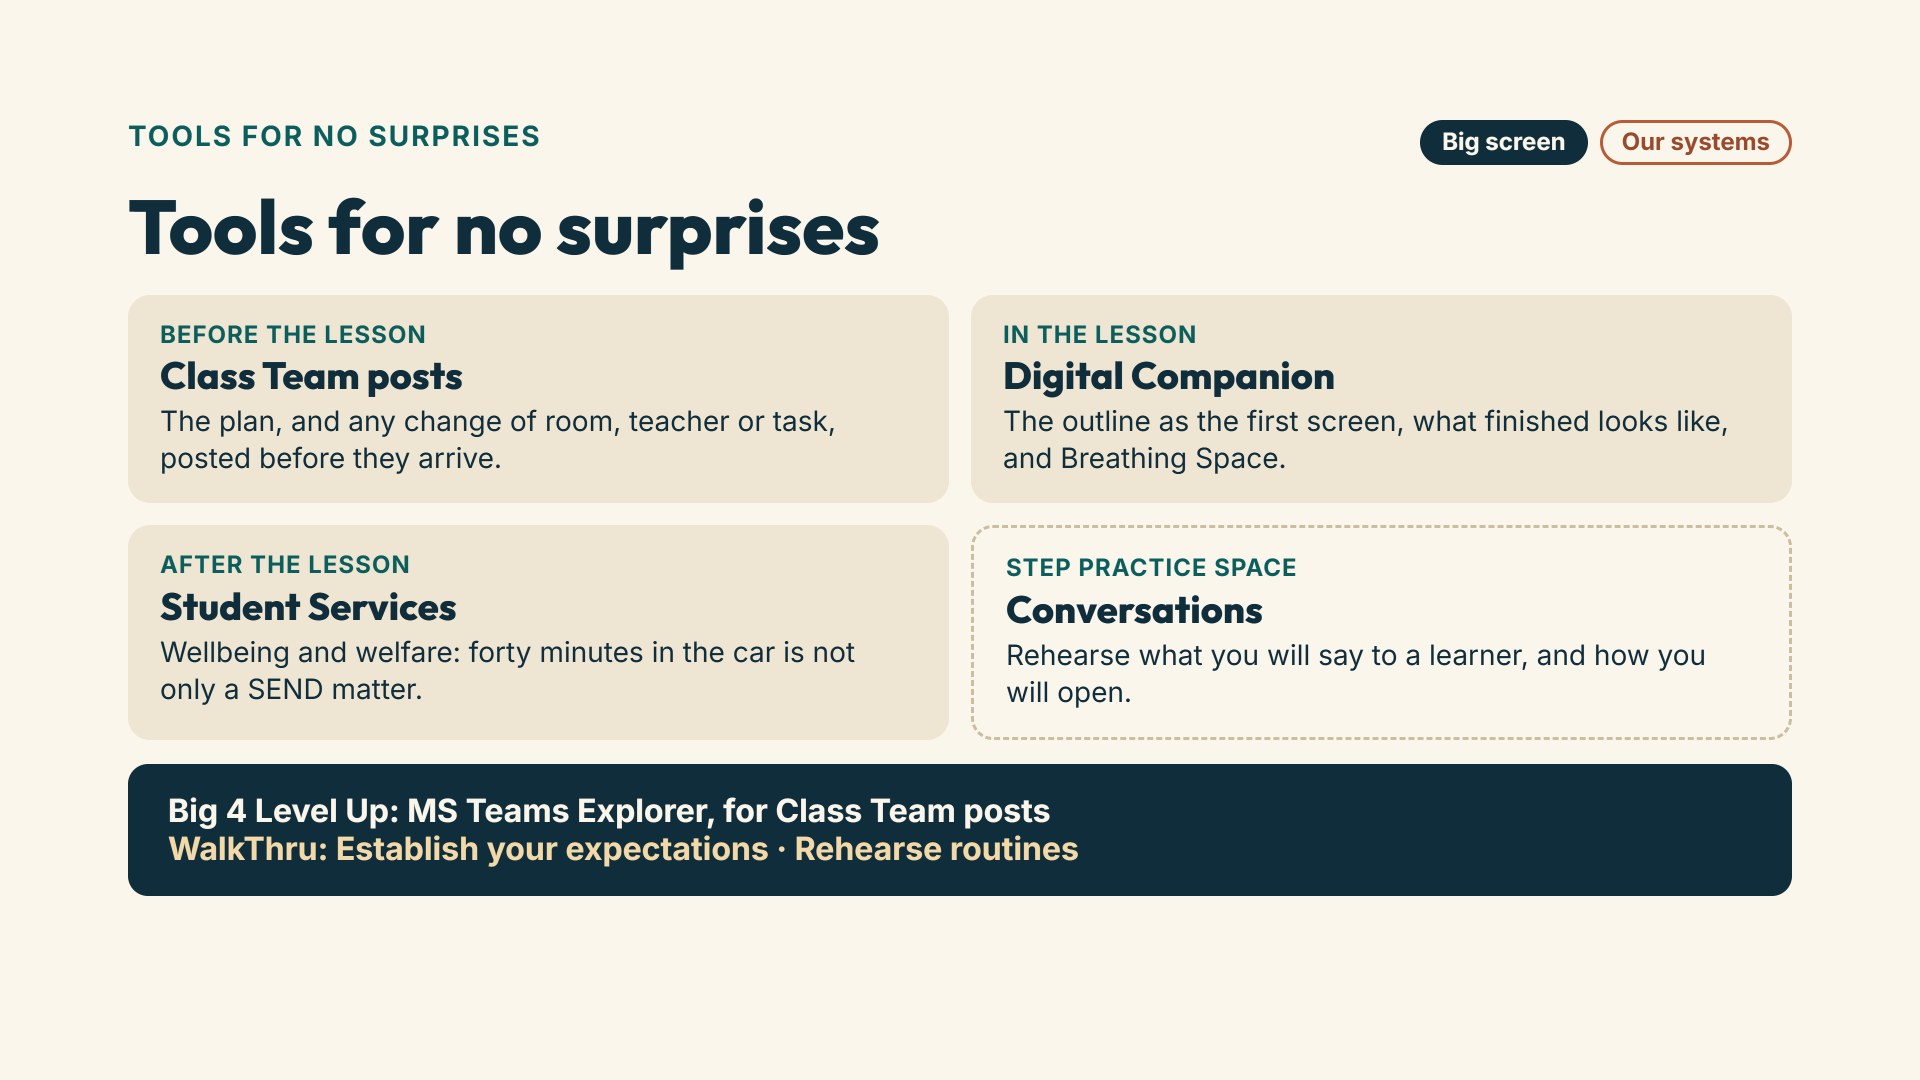 TOOLS FOR NO SURPRISES
Big screen
Our systems
Tools for no surprises
BEFORE THE LESSON
Class Team posts
The plan, and any change of room, teacher or task,
posted before they arrive.
IN THE LESSON
Digital Companion
The outline as the first screen, what finished looks like,
and Breathing Space.
AFTER THE LESSON
Student Services
Wellbeing and welfare: forty minutes in the car is not
only a SEND matter.
STEP PRACTICE SPACE
Conversations
Rehearse what you will say to a learner, and how you
will open.
Big 4 Level Up: MS Teams Explorer, for Class Team posts
WalkThru: Establish your expectations · Rehearse routines